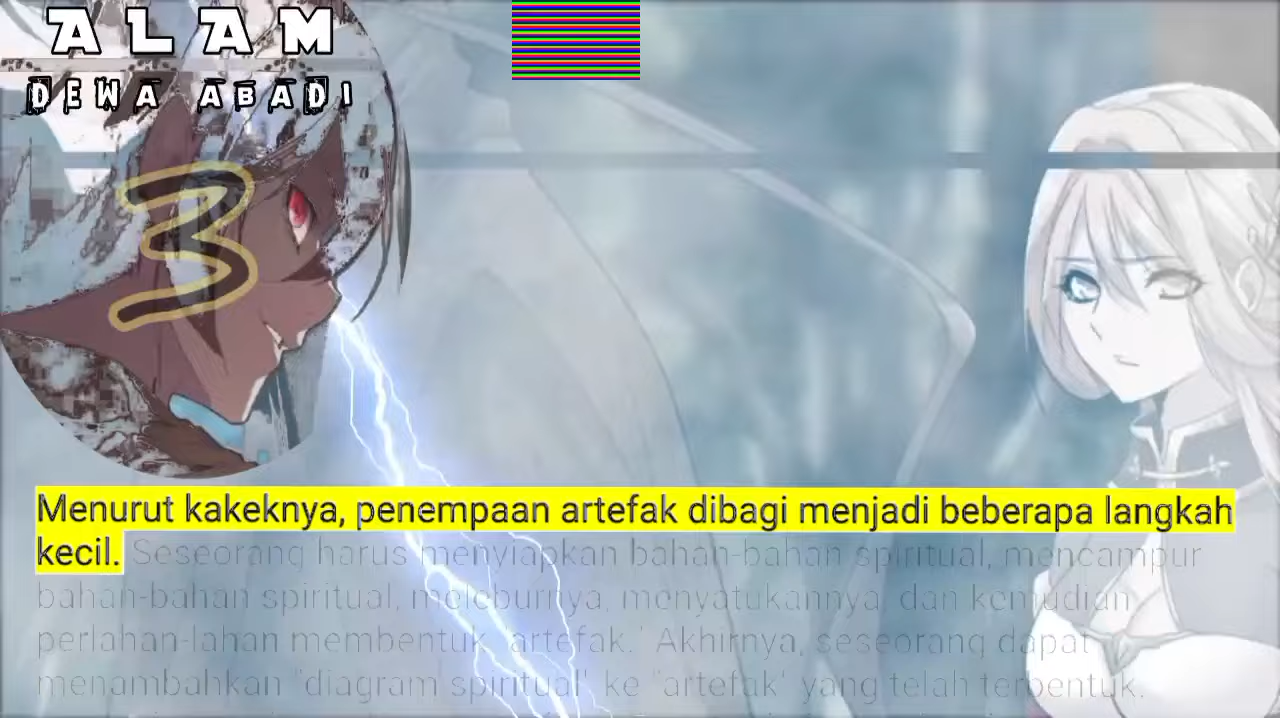 ALAM
DEWA ABADI
3
Menurut kakeknya, penempaan artefak dibagi menjadi beberapa langkah
kecil. Seseorang harus menyiapkan bahan-bahan spiritual, mencampur
bahan-bahan spiritual, meleburnya, menyatukannya, dan kemudian
perlahan-lahan membentuk "artefak." Akhirnya, seseorang dapat
menambahkan "diagram spiritual" ke "artefak" yang telah terbentuk.